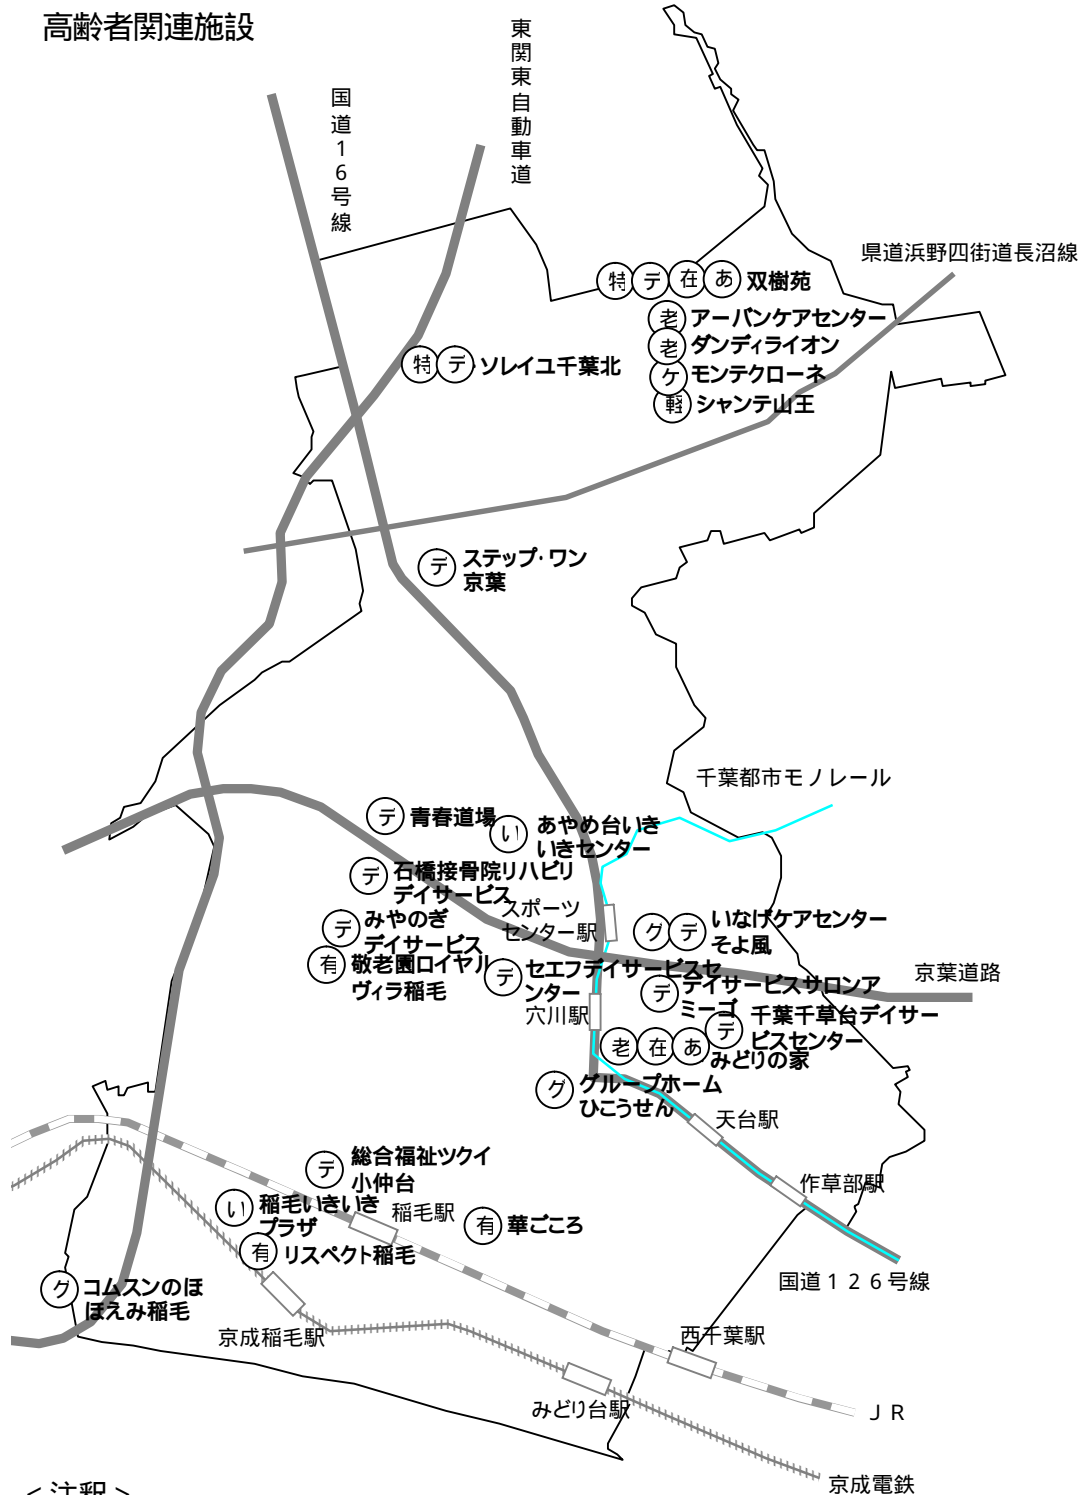 高齢者関連施設
東関東自動車道
国道16号線
県道浜野四街道長沼線
特 デ 在 あ 双樹苑
老 アーバンケアセンター
老 ダンディライオン
ケ モンテクローネ
軽 シャンテ山王
特 デ ソレイユ千葉北
デ ステップ・ワン
京葉
千葉都市モノレール
デ 青春道場
い あやめ台いき
いきセンター
デ 石橋接骨院リハビリ
デイサービス
スポーツ
センター駅
デ みやのぎ
デイサービス
グ デ いなげケアセンター
そよ風
有 敬老園ロイヤル
ヴィラ稲毛
デ セエフデイサービスセ
ンター
京葉道路
デ デイサービスサロンア
ミーゴ
穴川駅
デ 千葉千草台デイサー
ビスセンター
老 在 あ みどりの家
グ グループホーム
ひこうせん
天台駅
デ 総合福祉ツクイ
小仲台
作草部駅
い 稲毛いきいき
プラザ
稲毛駅
有 華ごころ
有 リスペクト稲毛
グ コムスンのほ
ほえみ稲毛
国道126号線
京成稲毛駅
西千葉駅
みどり台駅
JR
京成電鉄
<注釈>